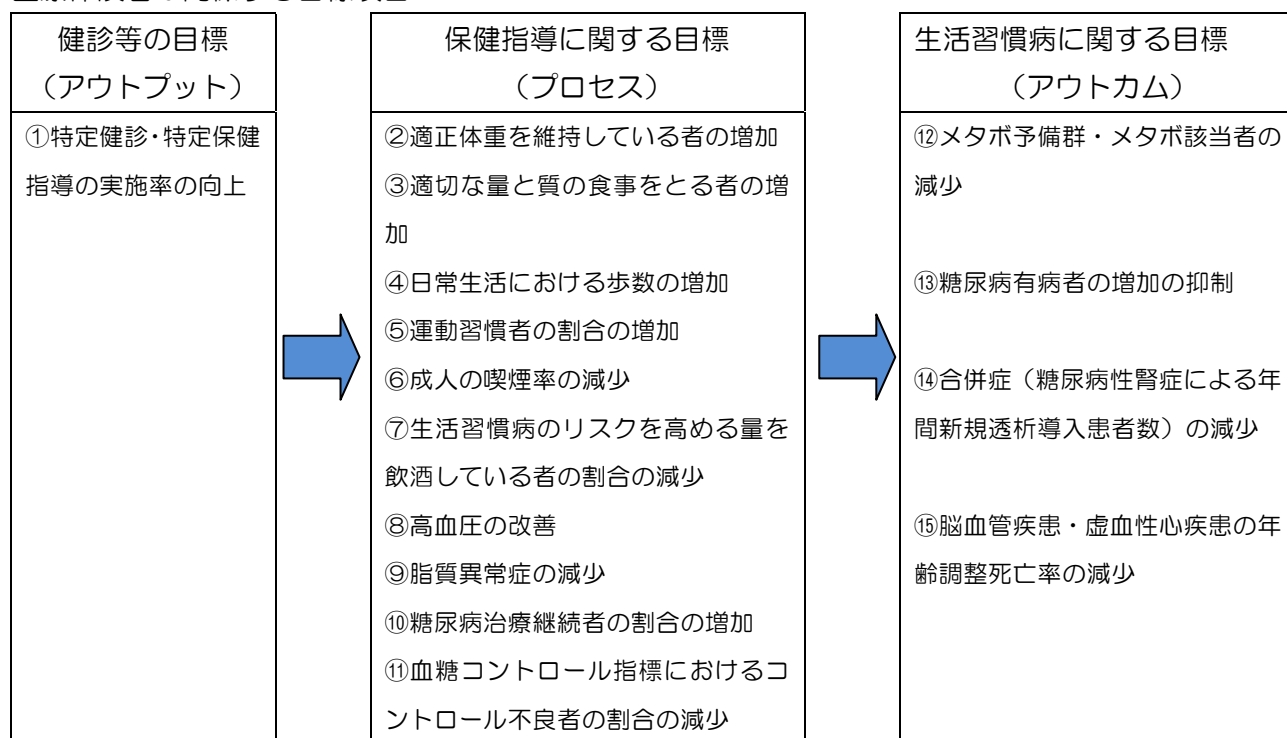 健診等の目標
（アウトプット）
①特定健診・特定保健
指導の実施率の向上
保健指導に関する目標
（プロセス）
②適正体重を維持している者の増加
③適切な量と質の食事をとる者の増
加
④日常生活における歩数の増加
⑤運動習慣者の割合の増加
⑥成人の喫煙率の減少
⑦生活習慣病のリスクを高める量を
飲酒している者の割合の減少
⑧高血圧の改善
⑨脂質異常症の減少
⑩糖尿病治療継続者の割合の増加
⑪血糖コントロール指標におけるコ
ントロール不良者の割合の減少
生活習慣病に関する目標
（アウトカム）
⑫メタボ予備群・メタボ該当者の
減少
⑬糖尿病有病者の増加の抑制
⑭合併症（糖尿病性腎症による年
間新規透析導入患者数）の減少
⑮脳血管疾患・虚血性心疾患の年
齢調整死亡率の減少